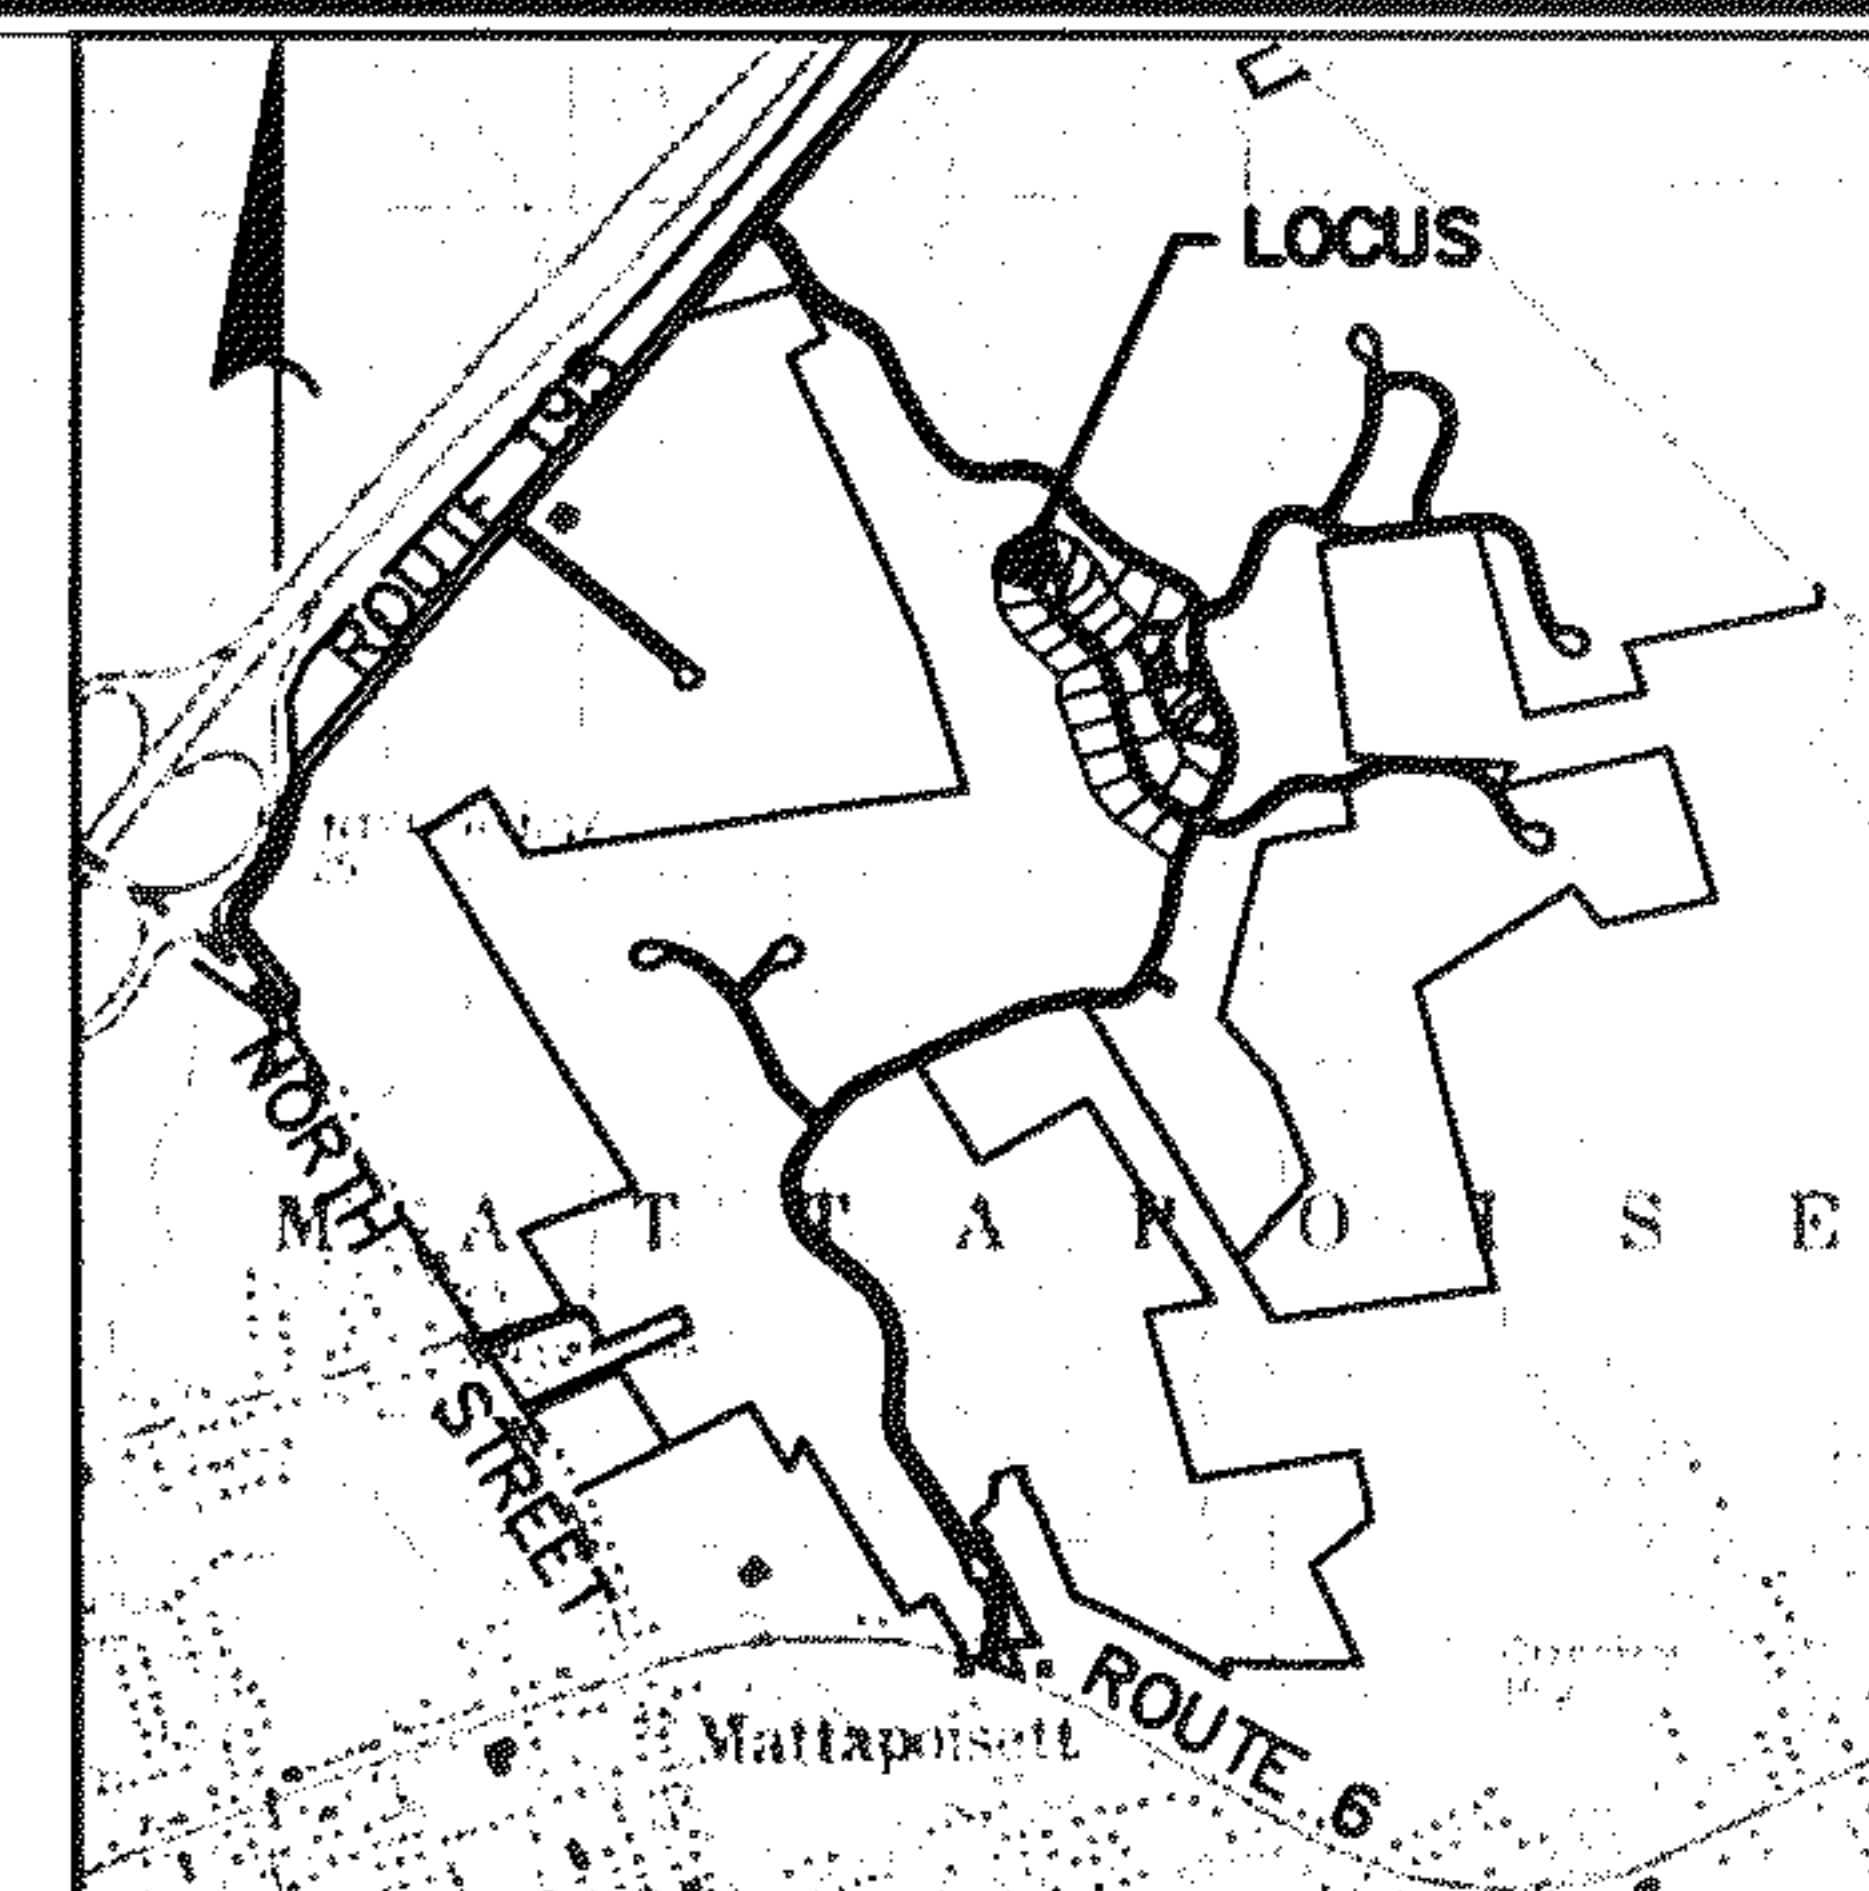 LOCUS
ROUTE 195
NORTH STREET
M A T T A P O I S E
Mattapoisett
ROUTE 6